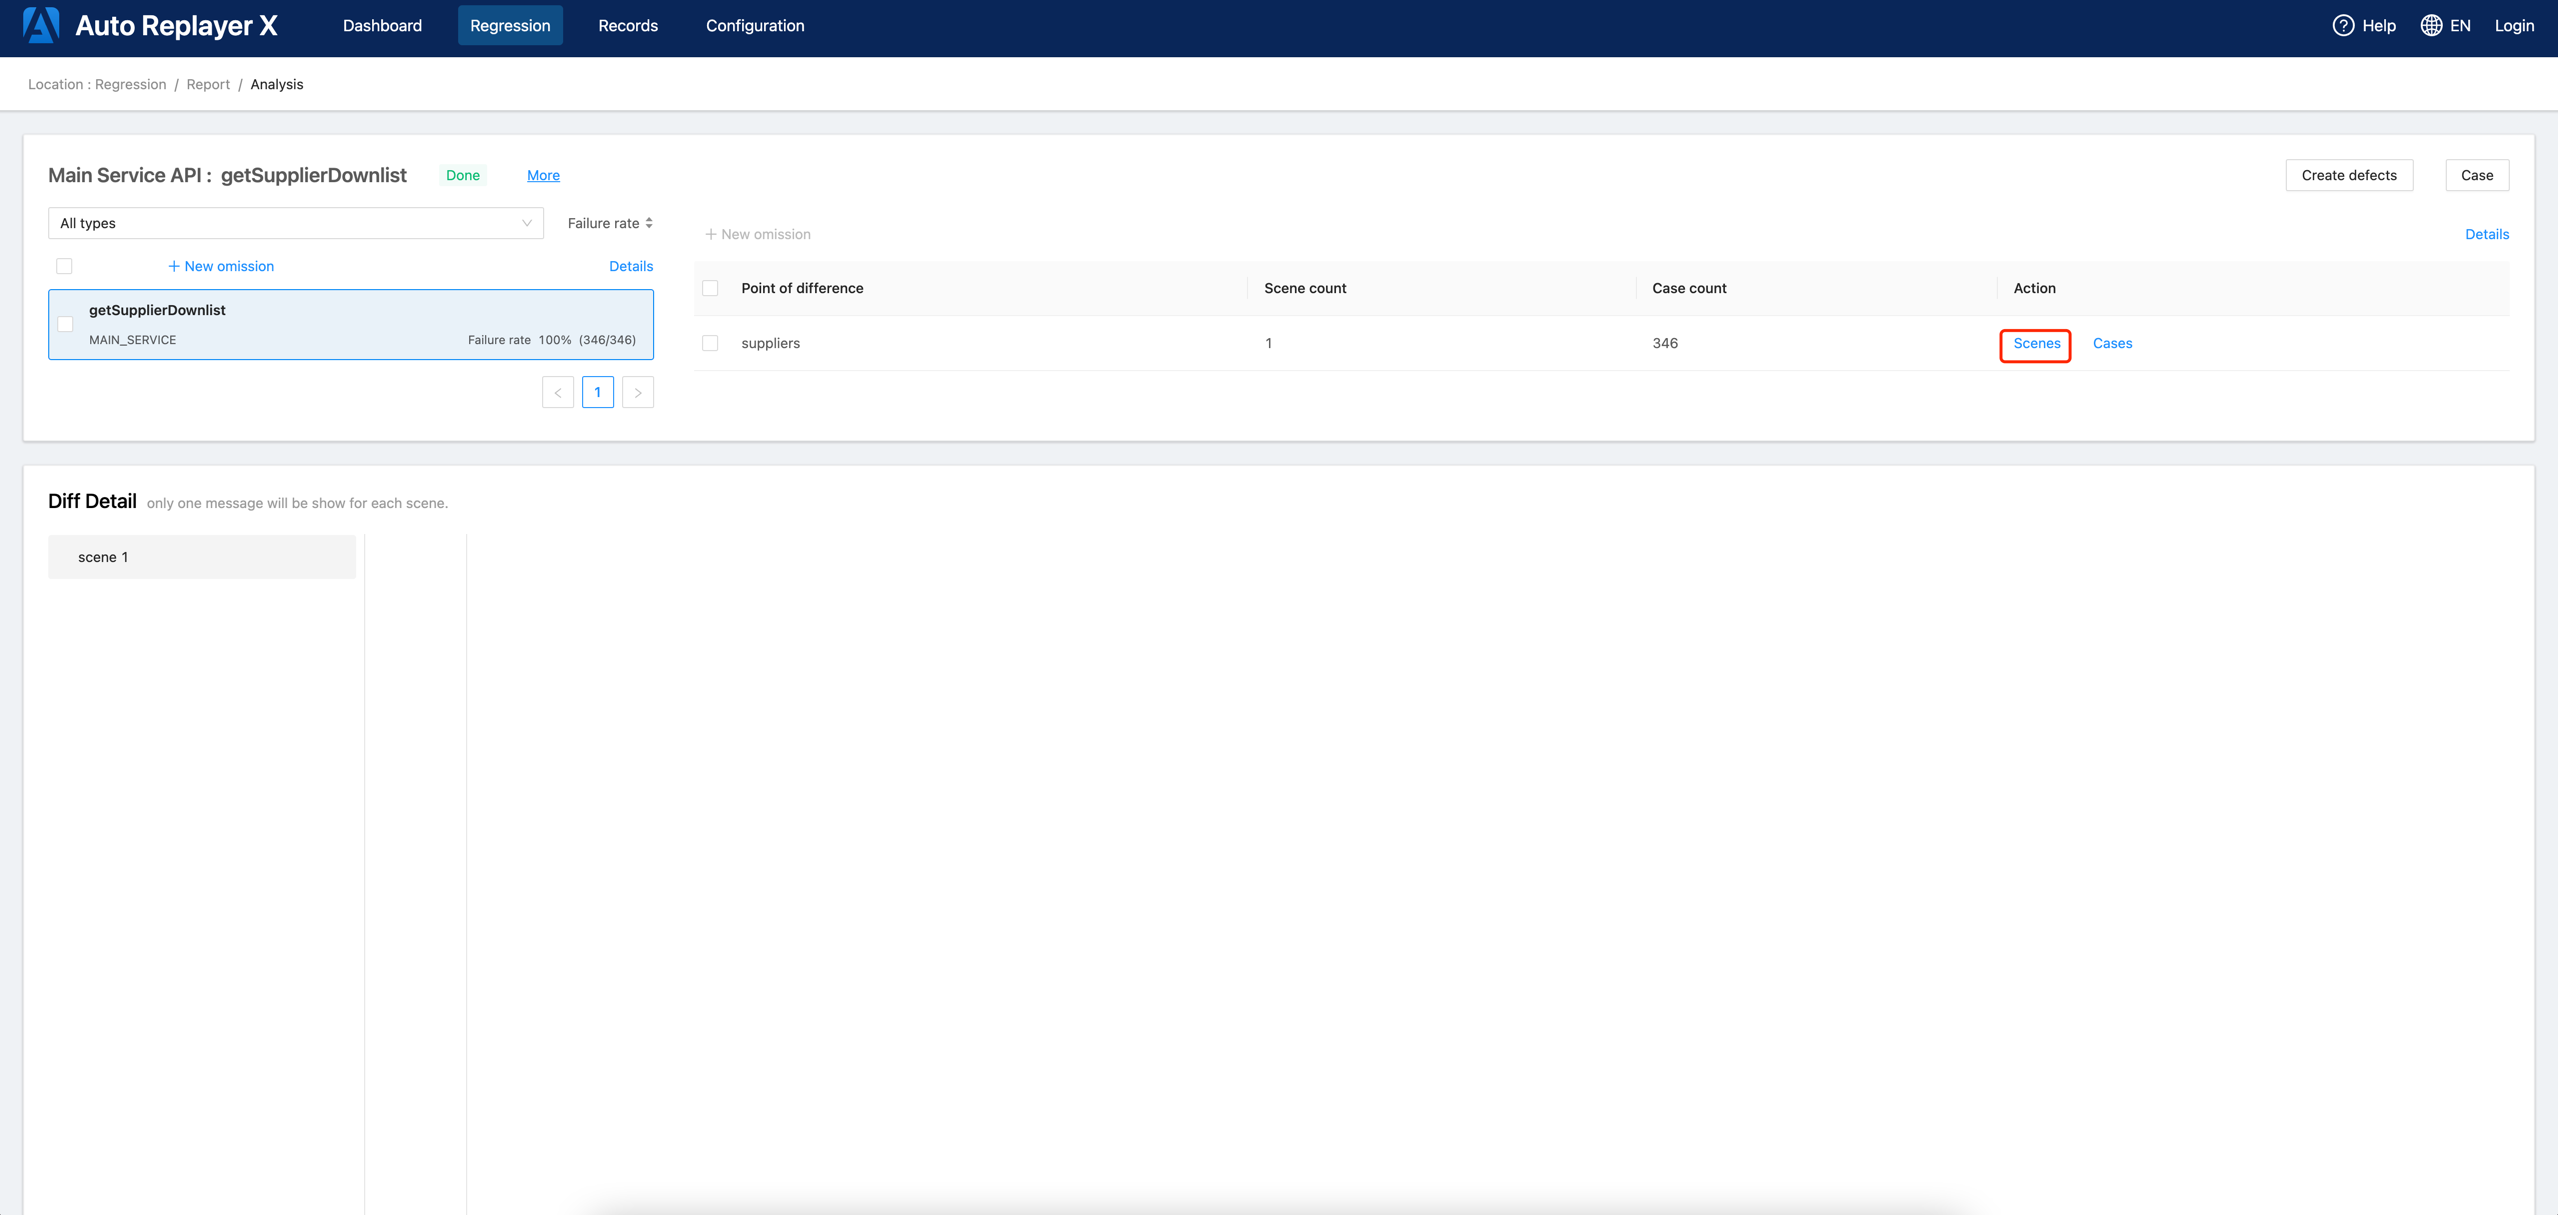 Auto Replayer X
Dashboard
Regression
Records
Configuration
Help
EN
Login
Location : Regression / Report / Analysis
Main Service API : getSupplierDownlist
Done
More
Create defects
Case
All types
Failure rate
+ New omission
Details
+ New omission
Details
getSupplierDownlist
MAIN_SERVICE
Failure rate 100% (346/346)
< 1 >
Point of difference
Scene count
Case count
Action
suppliers
1
346
Scenes
Cases
Diff Detail only one message will be show for each scene.
scene 1